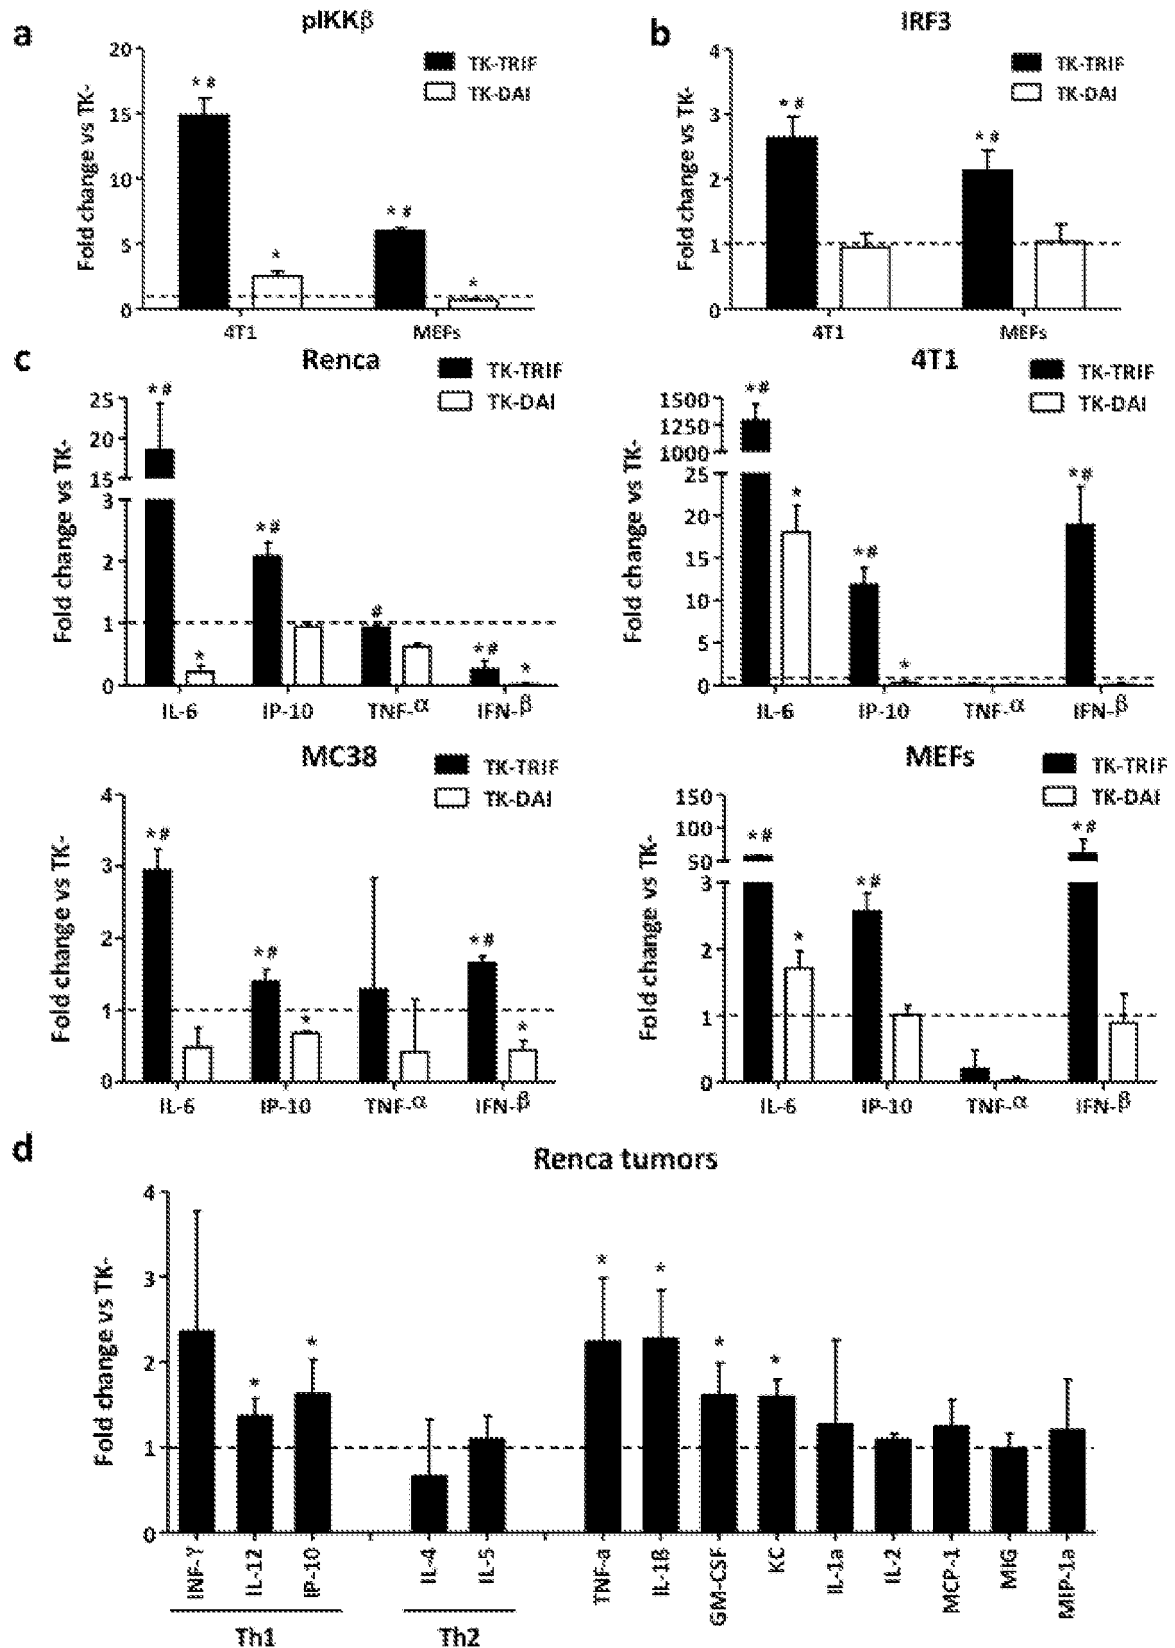 a
pIKKβ
Fold change vs TK-
20
15
10
5
0
TK-TRIF
TK-DAI
*#
*
*#
*
4T1
MEFs
b
IRF3
Fold change vs TK-
4
3
2
1
0
TK-TRIF
TK-DAI
*#
*#
4T1
MEFs
c
Renca
TK-TRIF
TK-DAI
Fold change vs TK-
25
20
15
3
2
1
0
*#
*
*#
#
*#
*
IL-6
IP-10
TNF-α
IFN-β
4T1
TK-TRIF
TK-DAI
Fold change vs TK-
1500
1250
1000
25
20
15
10
5
0
*#
*
*#
*
*#
IL-6
IP-10
TNF-α
IFN-β
MC38
TK-TRIF
TK-DAI
Fold change vs TK-
4
3
2
1
0
*#
*#
*
*#
*
IL-6
IP-10
TNF-α
IFN-β
MEFs
TK-TRIF
TK-DAI
Fold change vs TK-
150
100
50
3
2
1
0
*#
*
*#
*#
IL-6
IP-10
TNF-α
IFN-β
d
Renca tumors
Fold change vs TK-
4
3
2
1
0
*
*
*
*
*
*
INF-γ
IL-12
IP-10
IL-4
IL-5
TNF-a
IL-1ß
GM-CSF
KC
IL-1a
IL-2
MCP-1
MIG
MIP-1a
Th1
Th2